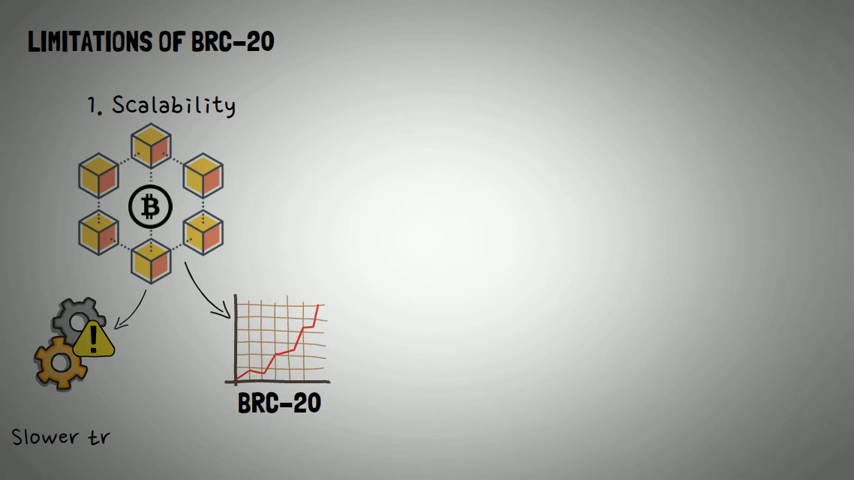 LIMITATIONS OF BRC-20
1. Scalability
BRC-20
Slower tr